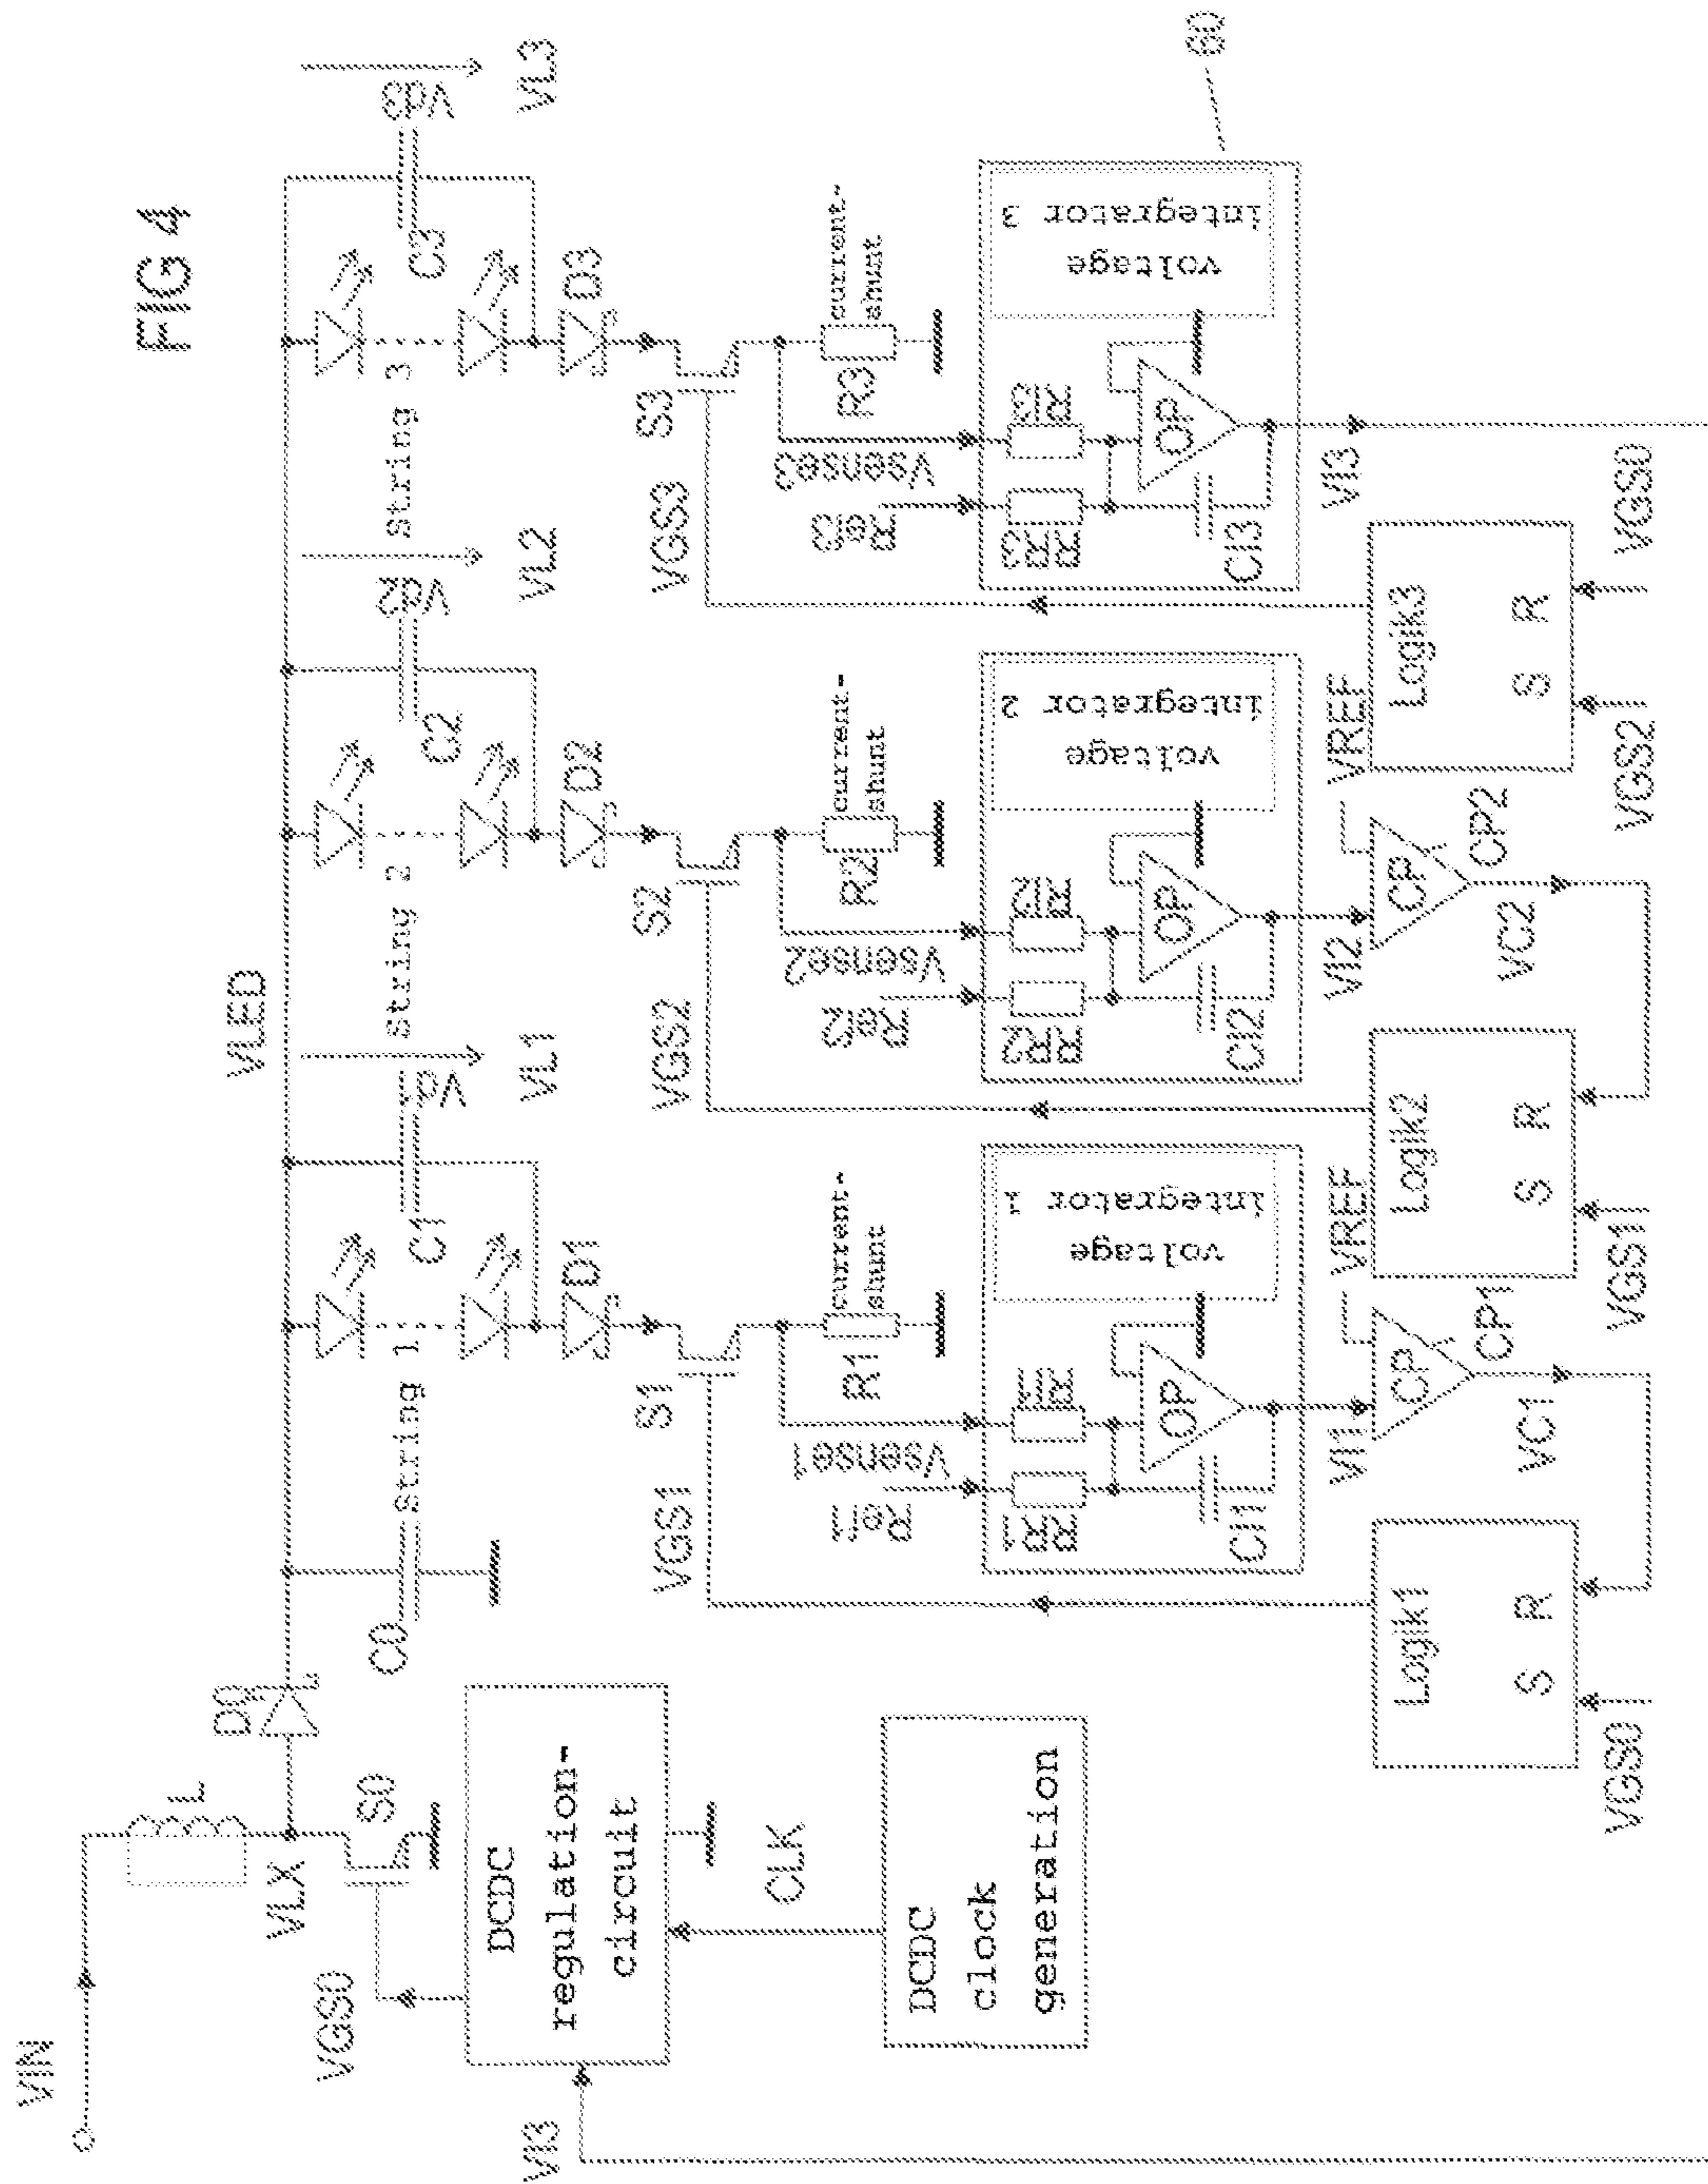 FIG 4
VIN
L
VLX
D0
VGS0
S0
DCDC
regulation-
circuit
VI3
CLK
DCDC
clock
generation
VLED
C0
String 1
C1
Vd1
VL1
D1
S1
VGS1
R1
current-
shunt
Vsense1
Ref1
RR1
RI1
CI1
OP
voltage
integrator 1
VI1
VREF
CP
CP1
VC1
Logik1
S
R
VGS0
String 2
C2
Vd2
VL2
D2
S2
VGS2
R2
current-
shunt
Vsense2
Ref2
RR2
RI2
CI2
OP
voltage
integrator 2
VI2
VREF
CP
CP2
VC2
Logik2
S
R
VGS1
String 3
C3
Vd3
VL3
D3
S3
VGS3
R3
current-
shunt
Vsense3
Ref3
RR3
RI3
CI3
OP
voltage
integrator 3
60
VI3
Logik3
S
R
VGS2
VGS0